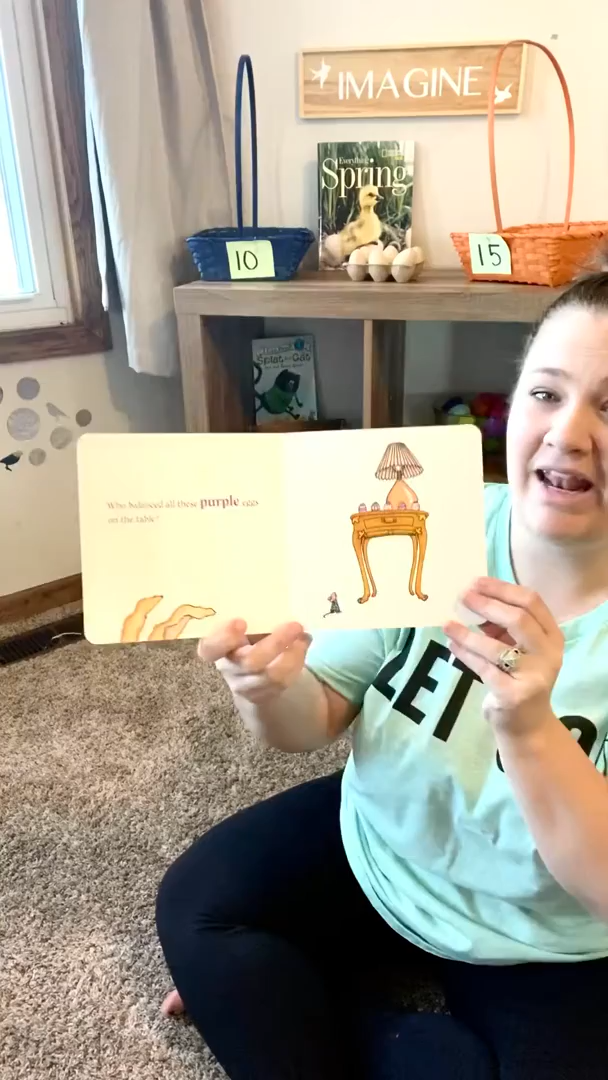 IMAGINE
Everything
Spring
10
15
Splat the Cat
Who balanced all these purple eggs
on the table?
LET